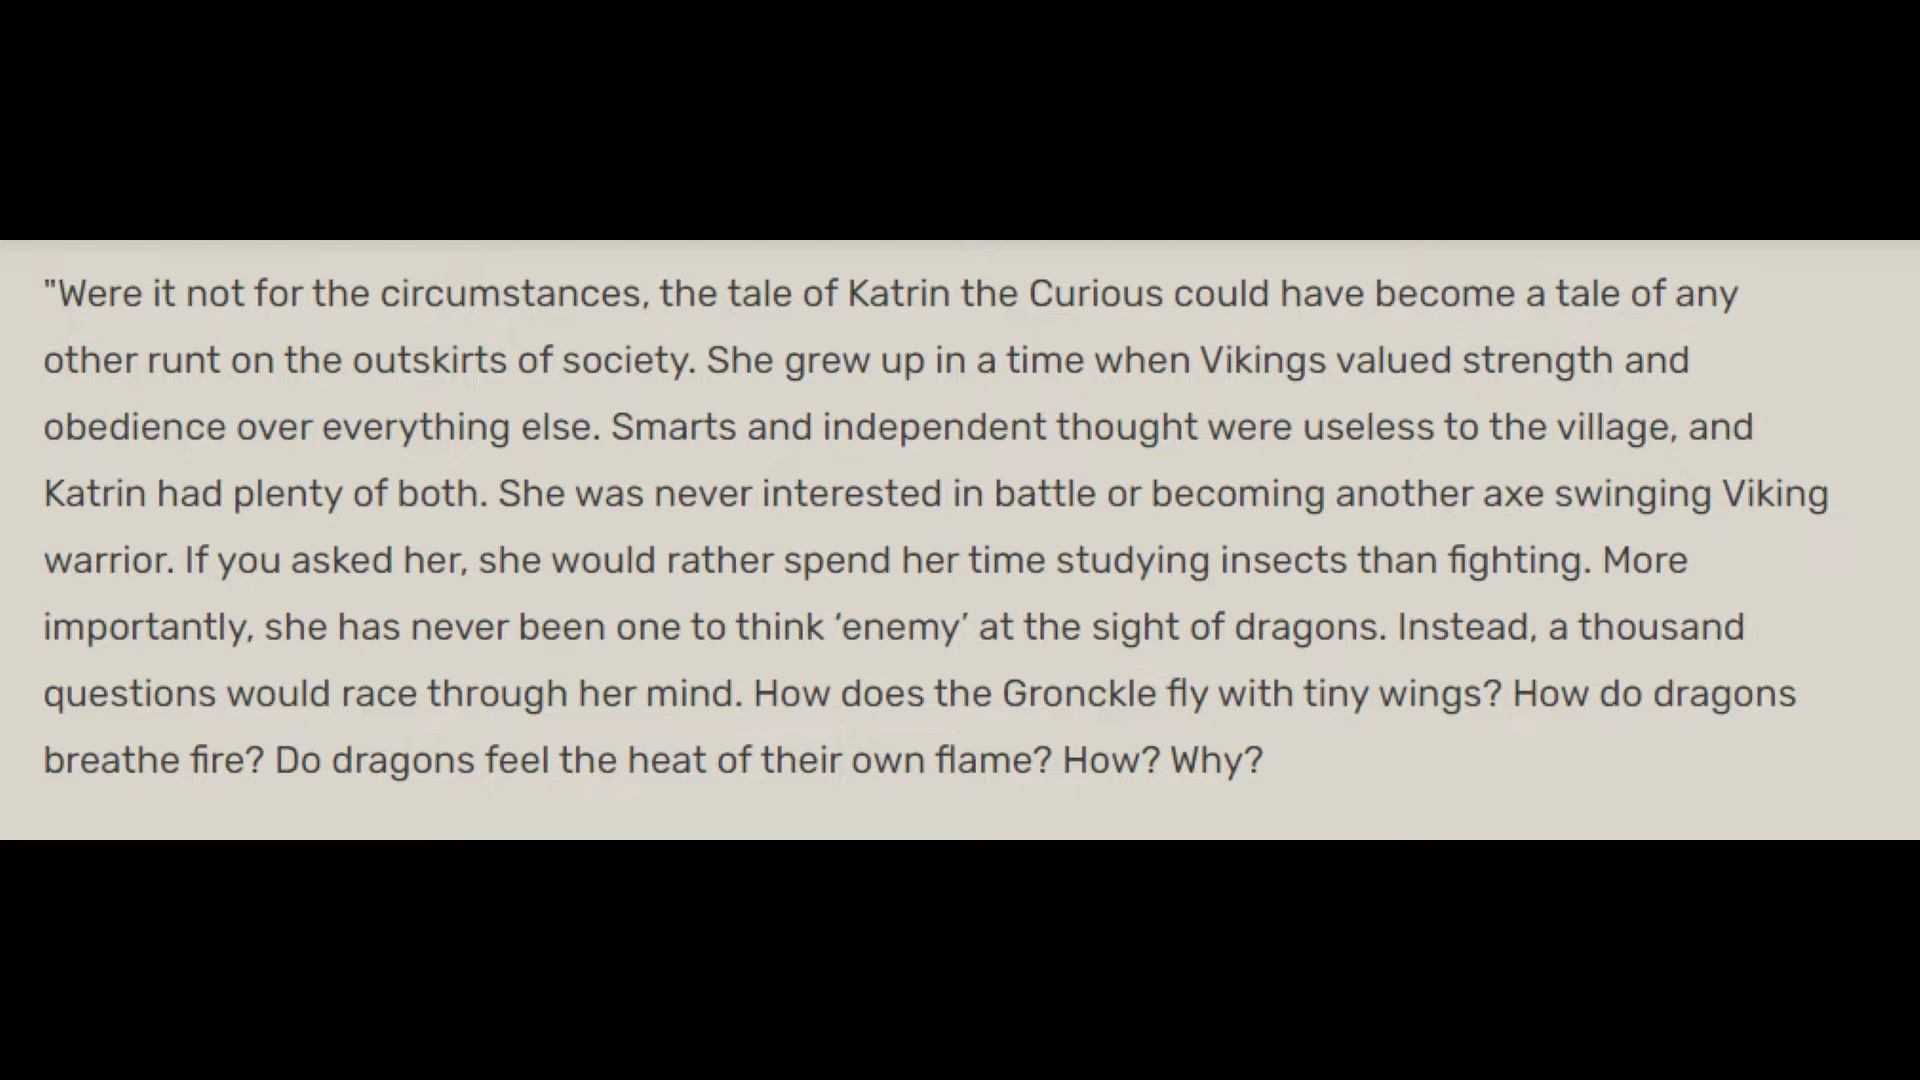 "Were it not for the circumstances, the tale of Katrin the Curious could have become a tale of any
other runt on the outskirts of society. She grew up in a time when Vikings valued strength and
obedience over everything else. Smarts and independent thought were useless to the village, and
Katrin had plenty of both. She was never interested in battle or becoming another axe swinging Viking
warrior. If you asked her, she would rather spend her time studying insects than fighting. More
importantly, she has never been one to think ‘enemy’ at the sight of dragons. Instead, a thousand
questions would race through her mind. How does the Gronckle fly with tiny wings? How do dragons
breathe fire? Do dragons feel the heat of their own flame? How? Why?